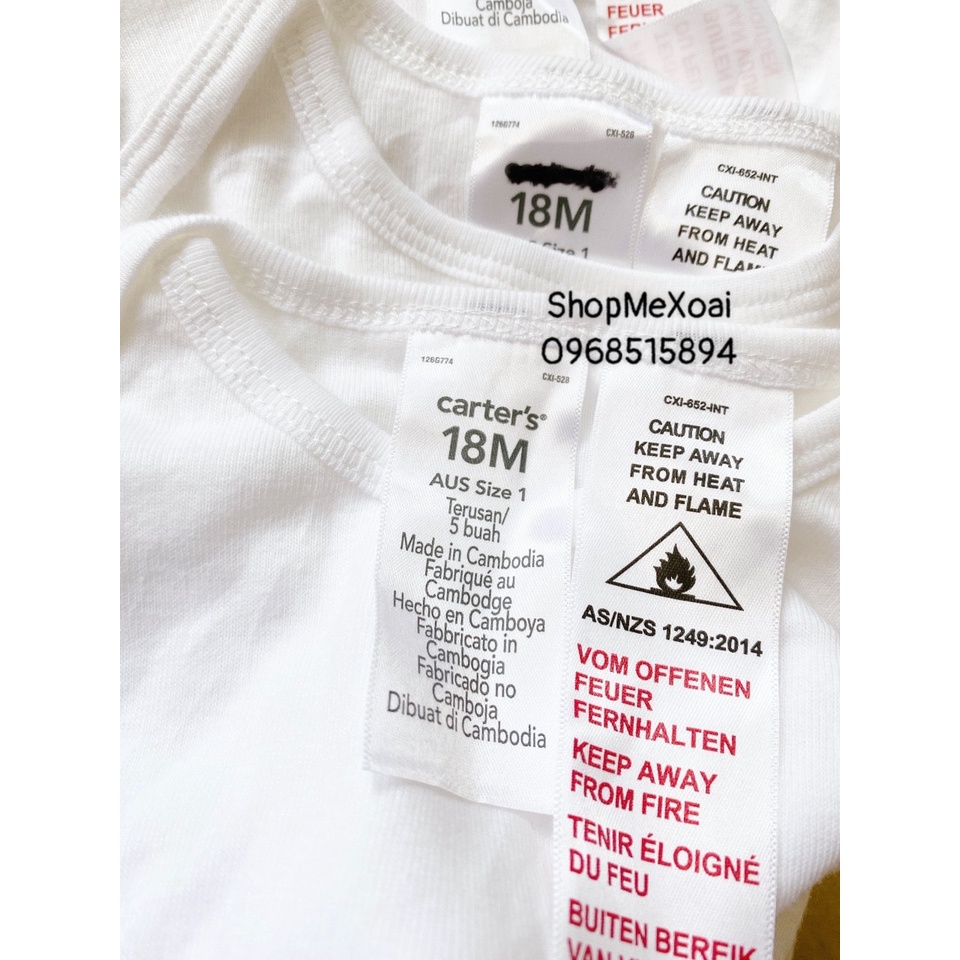 Camboja
Dibuat di Cambodia
FEUER
126G774
CXI-528
18M
Size 1
CXI-652-INT
CAUTION
KEEP AWAY
FROM HEAT
AND FLAME
ShopMeXoai
0968515894
126G774
CXI-528
carter's®
18M
AUS Size 1
Terusan/
5 buah
Made in Cambodia
Fabriqué au
Cambodge
Hecho en Camboya
Fabbricato in
Cambogia
Fabricado no
Camboja
Dibuat di Cambodia
CXI-652-INT
CAUTION
KEEP AWAY
FROM HEAT
AND FLAME
AS/NZS 1249:2014
VOM OFFENEN
FEUER
FERNHALTEN
KEEP AWAY
FROM FIRE
TENIR ÉLOIGNÉ
DU FEU
BUITEN BEREIK